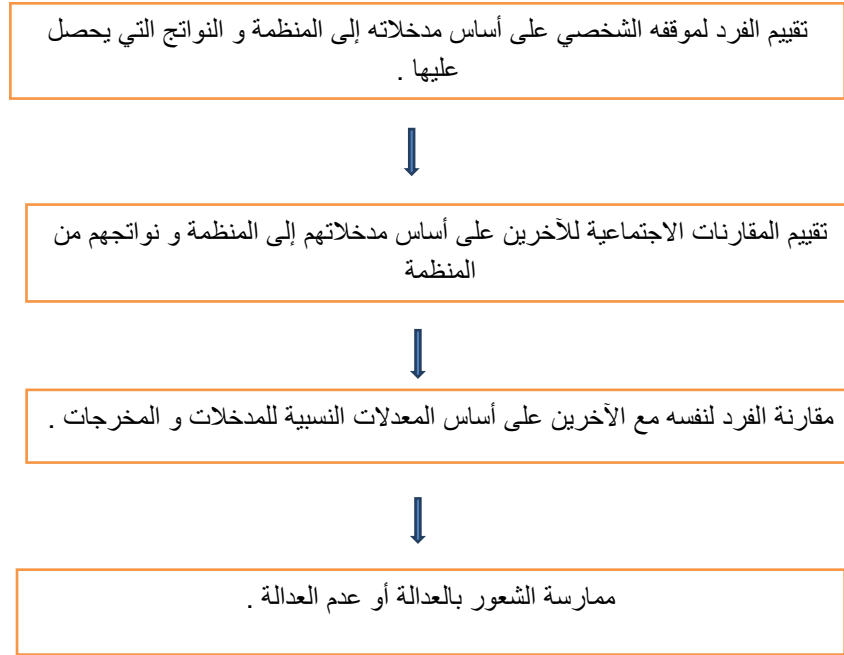 تقييم الفرد لموقفه الشخصي على أساس مدخلاته إلى المنظمة و النواتج التي يحصل
عليها .
تقييم المقارنات الاجتماعية للآخرين على أساس مدخلاتهم إلى المنظمة و نواتجهم من
المنظمة
مقارنة الفرد لنفسه مع الآخرين على أساس المعدلات النسبية للمدخلات و المخرجات .
ممارسة الشعور بالعدالة أو عدم العدالة .